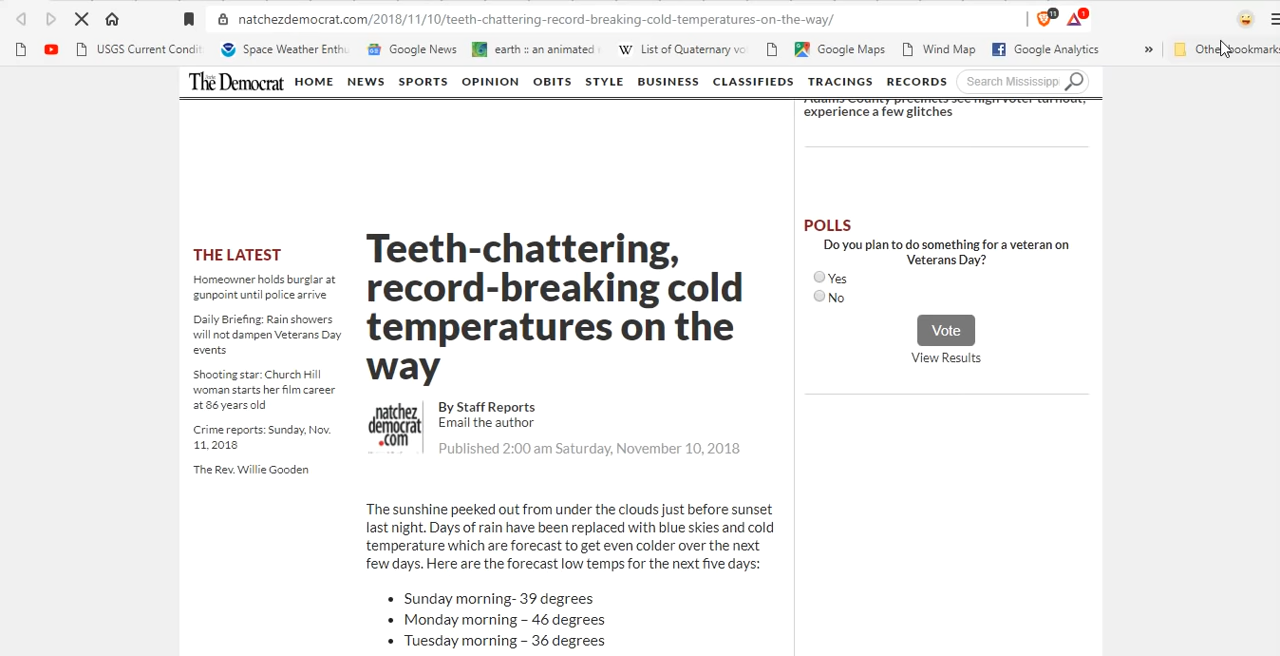 natchezdemocrat.com/2018/11/10/teeth-chattering-record-breaking-cold-temperatures-on-the-way/
11
1
USGS Current Condit
Space Weather Enthu
Google News
earth :: an animated
List of Quaternary vo
Google Maps
Wind Map
Google Analytics
»
Other bookmarks
The Democrat
HOME
NEWS
SPORTS
OPINION
OBITS
STYLE
BUSINESS
CLASSIFIEDS
TRACINGS
RECORDS
Search Mississipp
Adams County precincts see high voter turnout,
experience a few glitches
THE LATEST
Homeowner holds burglar at
gunpoint until police arrive
Daily Briefing: Rain showers
will not dampen Veterans Day
events
Shooting star: Church Hill
woman starts her film career
at 86 years old
Crime reports: Sunday, Nov.
11, 2018
The Rev. Willie Gooden
Teeth-chattering,
record-breaking cold
temperatures on the
way
natchez
democrat
.com
By Staff Reports
Email the author
Published 2:00 am Saturday, November 10, 2018
The sunshine peeked out from under the clouds just before sunset
last night. Days of rain have been replaced with blue skies and cold
temperature which are forecast to get even colder over the next
few days. Here are the forecast low temps for the next five days:
• Sunday morning- 39 degrees
• Monday morning – 46 degrees
• Tuesday morning – 36 degrees
POLLS
Do you plan to do something for a veteran on
Veterans Day?
Yes
No
Vote
View Results